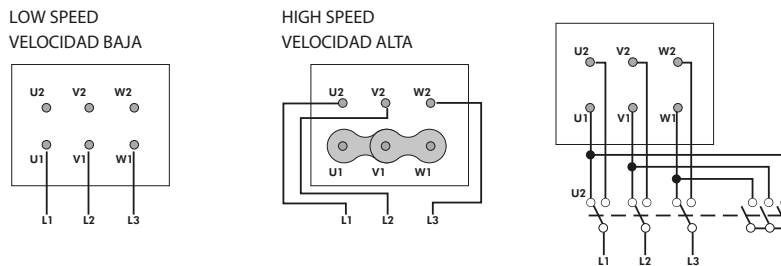 LOW SPEED
VELOCIDAD BAJA
U2 V2 W2
U1 V1 W1
L1 L2 L3
HIGH SPEED
VELOCIDAD ALTA
U2 V2 W2
U1 V1 W1
L1 L2 L3
U2 V2 W2
U1 V1 W1
U2
L1 L2 L3